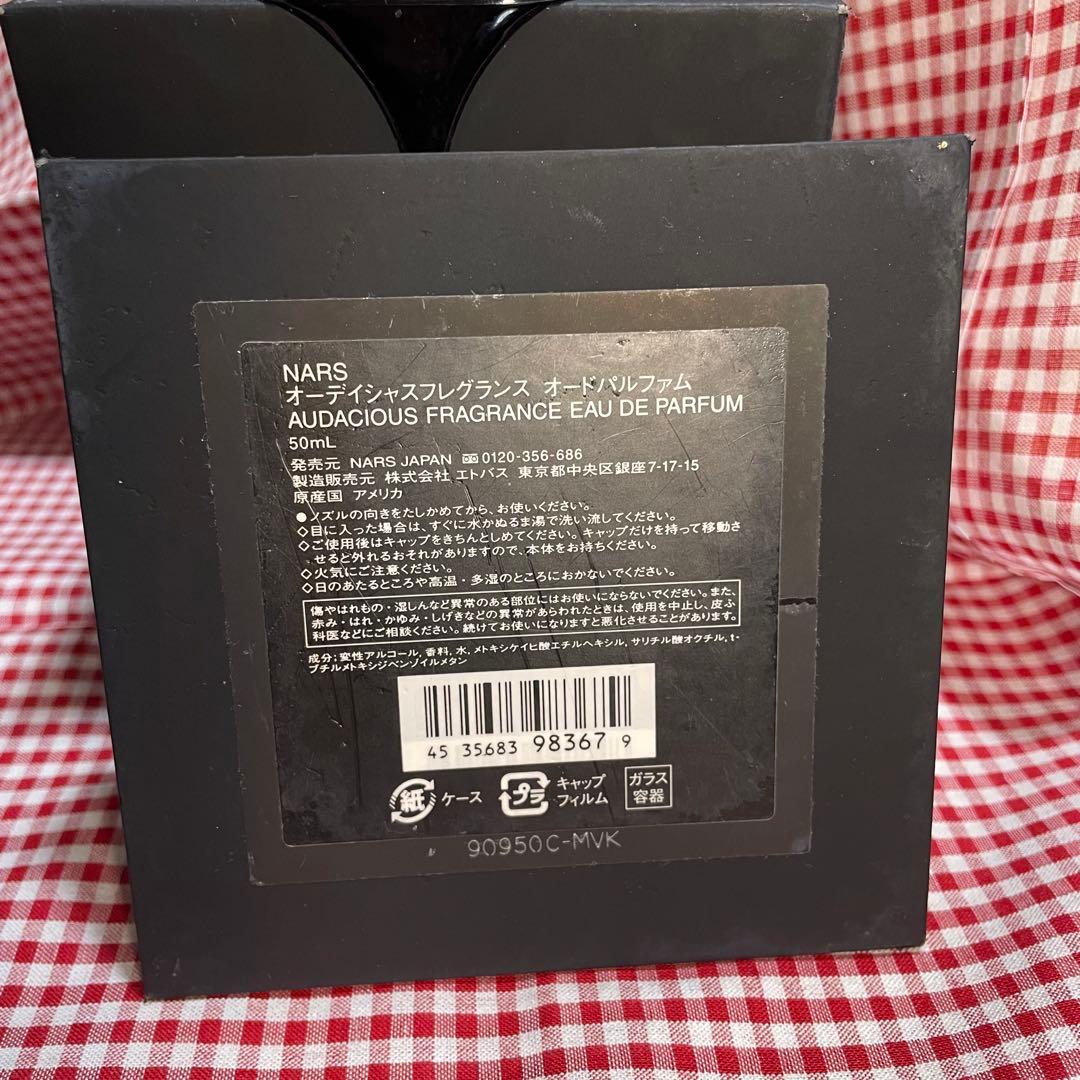 NARS
オーデイシャスフレグランス オードパルファム
AUDACIOUS FRAGRANCE EAU DE PARFUM
50mL
発売元 NARS JAPAN 0120-356-686
製造販売元 株式会社 エトバス 東京都中央区銀座7-17-15
原産国 アメリカ
●ノズルの向きをたしかめてから、お使いください。
◇目に入った場合は、すぐに水かぬるま湯で洗い流してください。
◇ご使用後はキャップをきちんとしめてください。キャップだけを持って移動さ
せると外れるおそれがありますので、本体をお持ちください。
◇火気にご注意ください。
◇日のあたるところや高温・多湿のところにおかないでください。
傷やはれもの・湿しんなど異常のある部位にはお使いにならないでください。また、
赤み・はれ・かゆみ・しげきなどの異常があらわれたときは、使用を中止し、皮ふ
科医などにご相談ください。続けてお使いになりますと悪化させることがあります。
成分：変性アルコール, 香料, 水, メトキシケイヒ酸エチルヘキシル, サリチル酸オクチル, t-
ブチルメトキシジベンゾイルメタン
45 35683 98367 9
紙 ケース プラ キャップ フィルム ガラス 容器
90950C-MVK